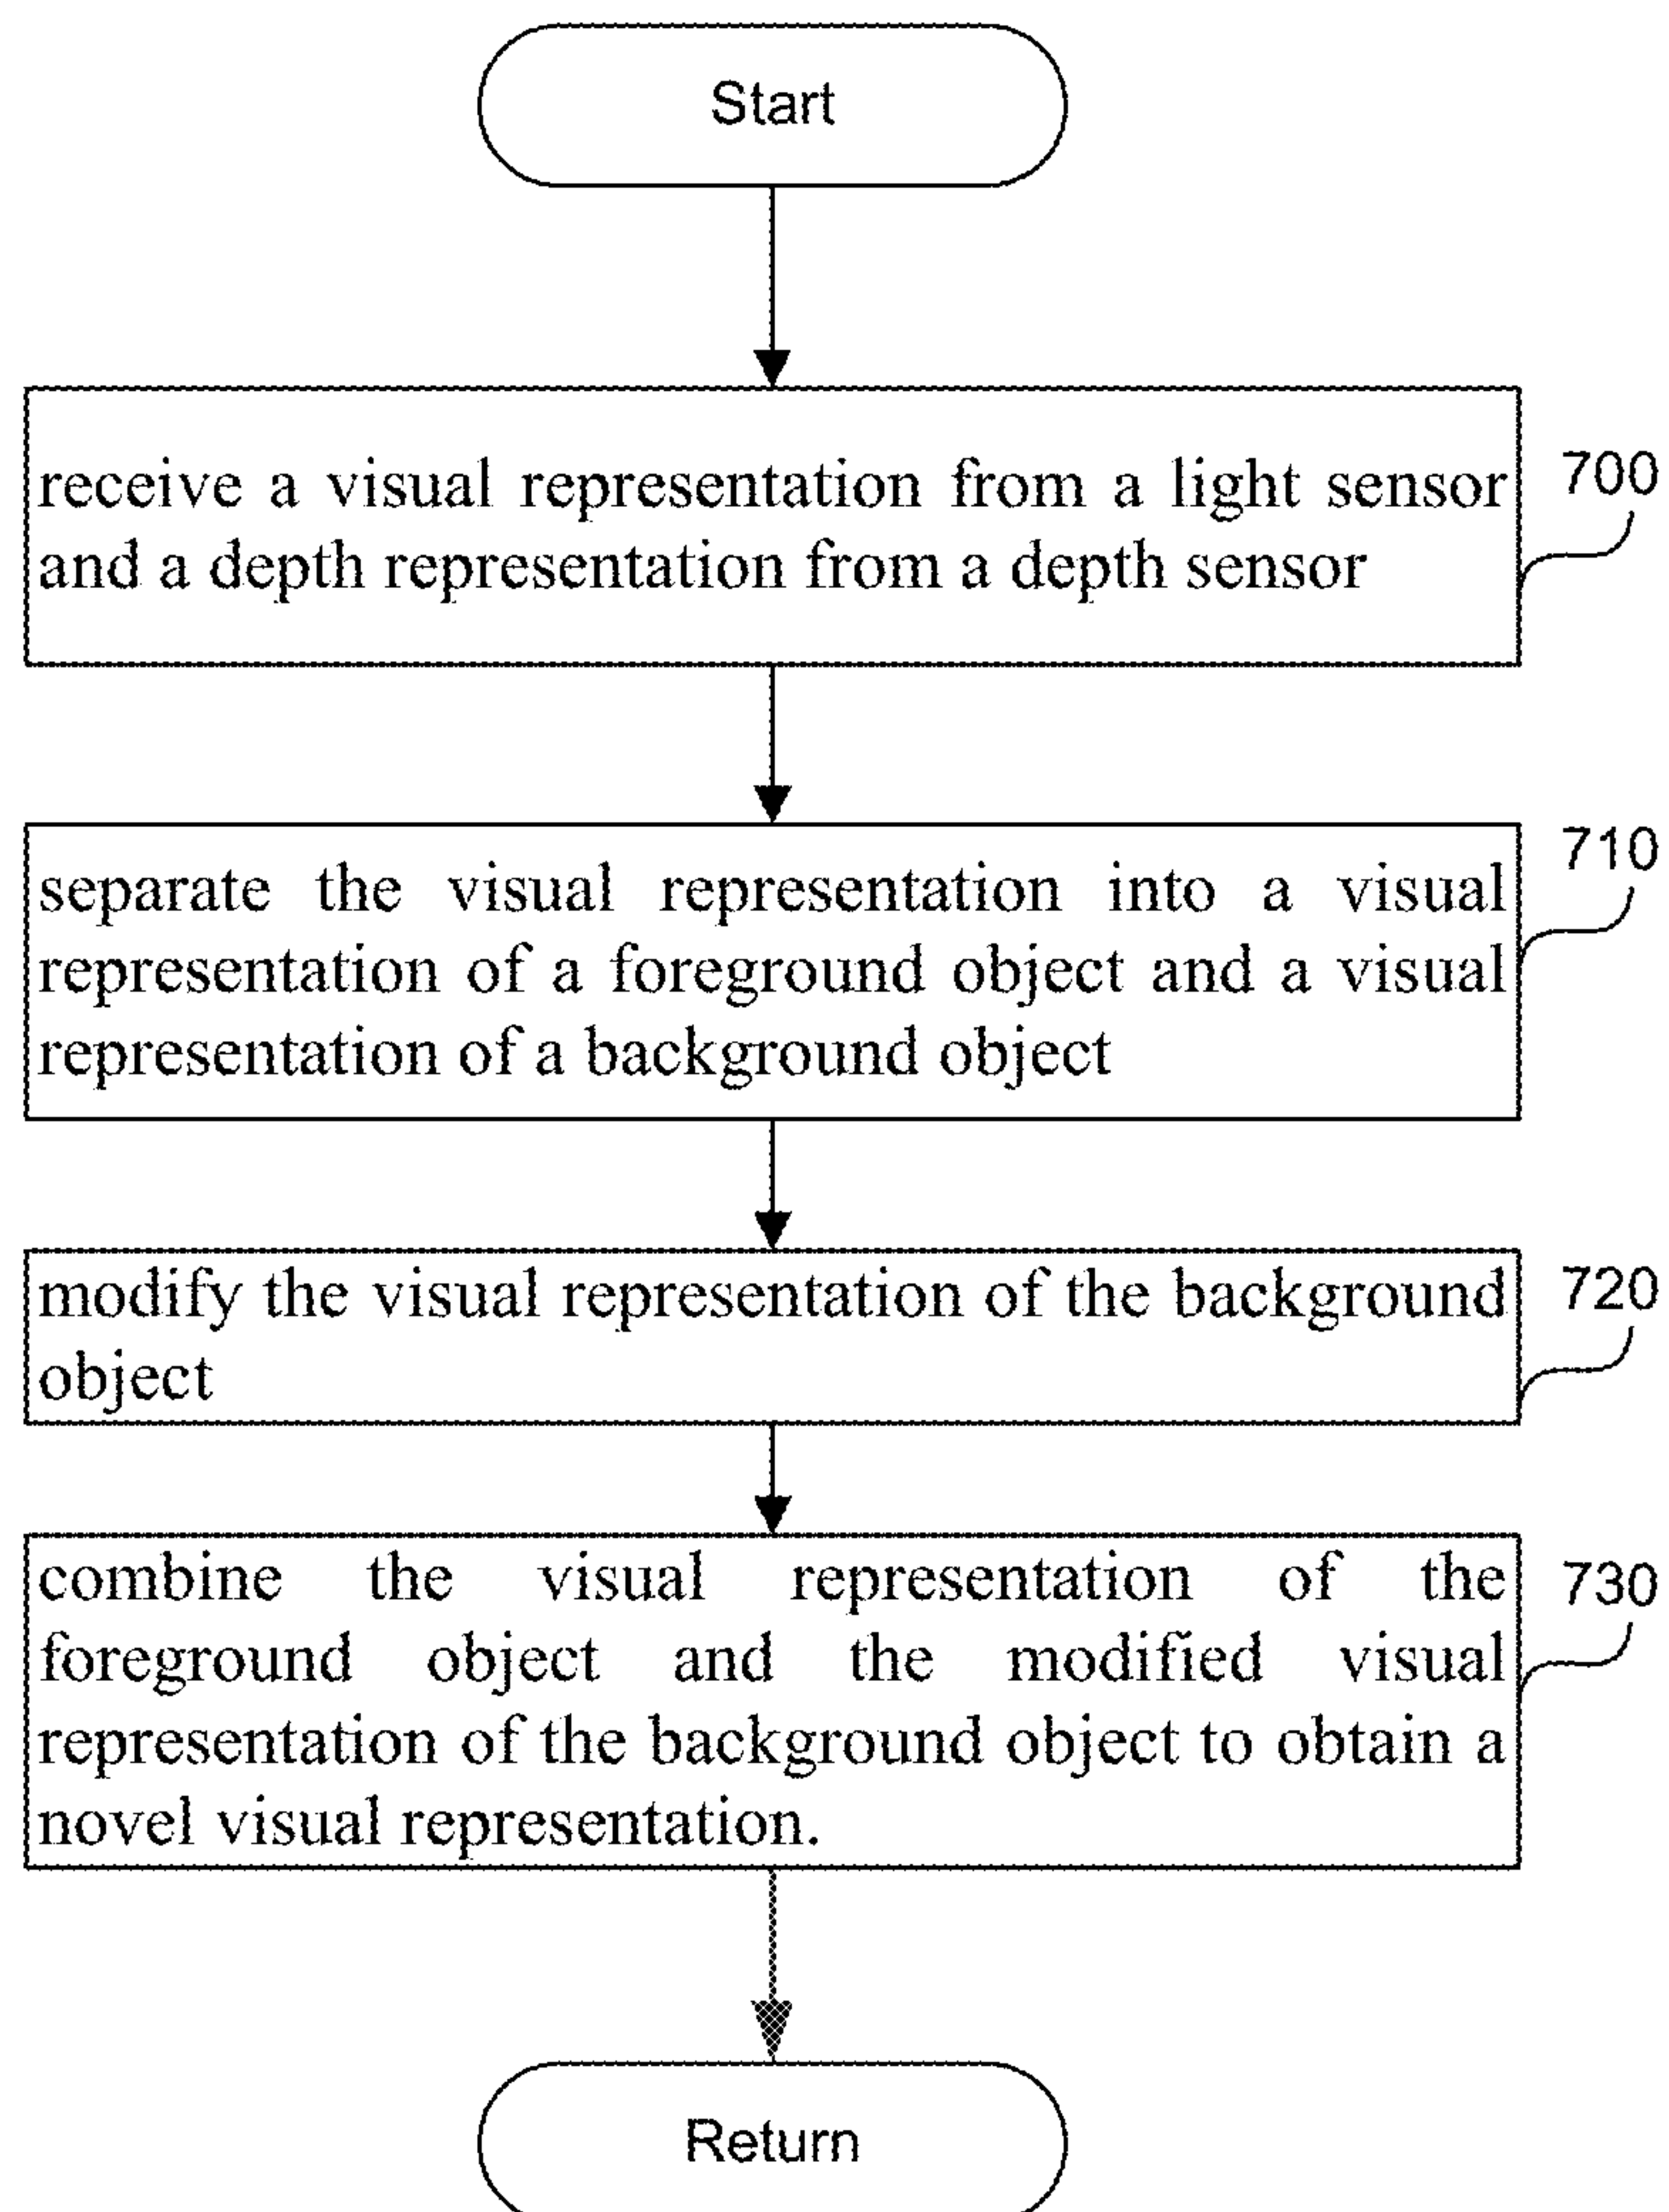 Start
receive a visual representation from a light sensor
and a depth representation from a depth sensor
700
separate the visual representation into a visual
representation of a foreground object and a visual
representation of a background object
710
modify the visual representation of the background
object
720
combine the visual representation of the
foreground object and the modified visual
representation of the background object to obtain a
novel visual representation.
730
Return